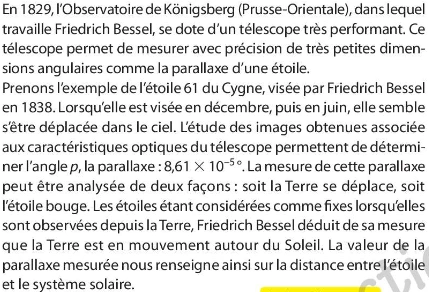 En 1829, l'Observatoire de Königsberg (Prusse-Orientale), dans lequel
travaille Friedrich Bessel, se dote d'un télescope très performant. Ce
télescope permet de mesurer avec précision de très petites dimen-
sions angulaires comme la parallaxe d'une étoile.
Prenons l'exemple de l'étoile 61 du Cygne, visée par Friedrich Bessel
en 1838. Lorsqu'elle est visée en décembre, puis en juin, elle semble
s'être déplacée dans le ciel. L'étude des images obtenues associée
aux caractéristiques optiques du télescope permettent de détermi-
ner l'angle p, la parallaxe : 8,61 × 10⁻⁵ °. La mesure de cette parallaxe
peut être analysée de deux façons : soit la Terre se déplace, soit
l'étoile bouge. Les étoiles étant considérées comme fixes lorsqu'elles
sont observées depuis la Terre, Friedrich Bessel déduit de sa mesure
que la Terre est en mouvement autour du Soleil. La valeur de la
parallaxe mesurée nous renseigne ainsi sur la distance entre l'étoile
et le système solaire.